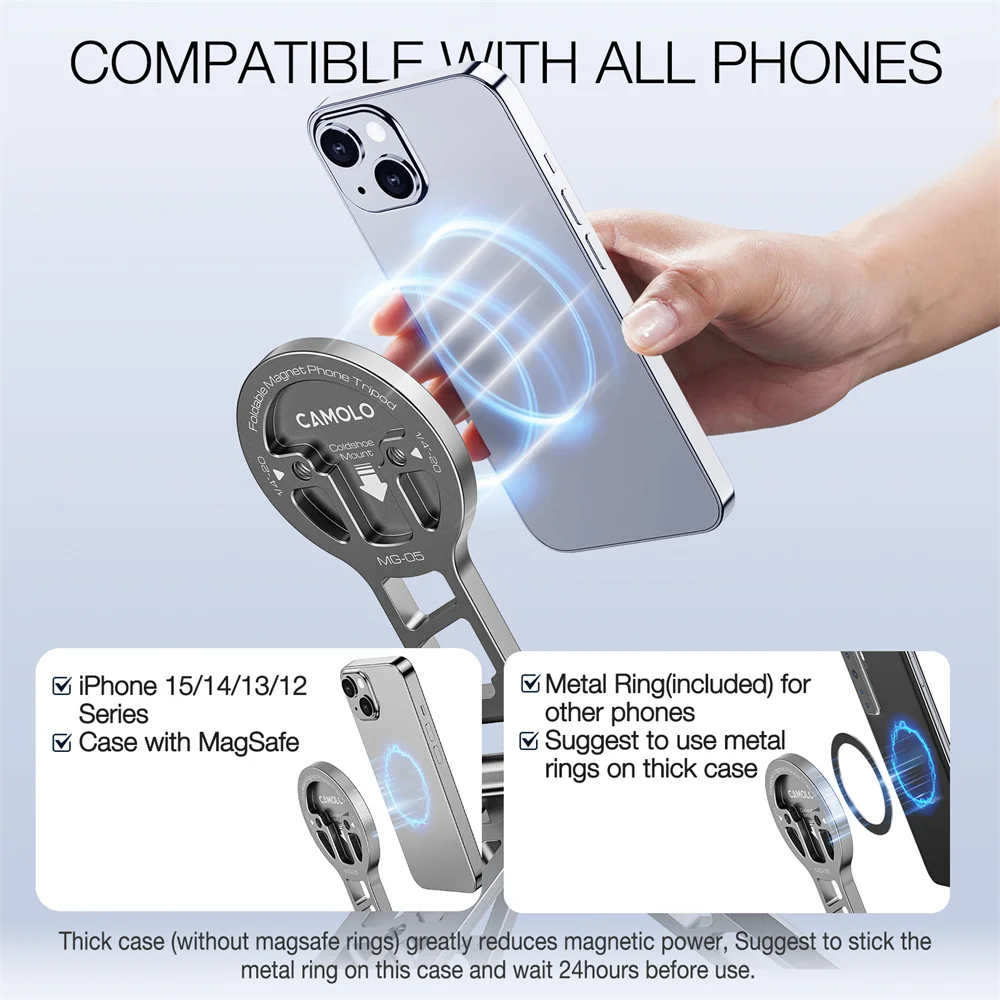 COMPATIBLE WITH ALL PHONES
Foldable Magnet Phone Tripod
CAMOLO
Coldshoe
Mount
1/4"-20
1/4"-20
MG-05
iPhone 15/14/13/12
Series
Case with MagSafe
CAMOLO
Metal Ring(included) for
other phones
Suggest to use metal
rings on thick case
CAMOLO
Thick case (without magsafe rings) greatly reduces magnetic power, Suggest to stick the
metal ring on this case and wait 24hours before use.